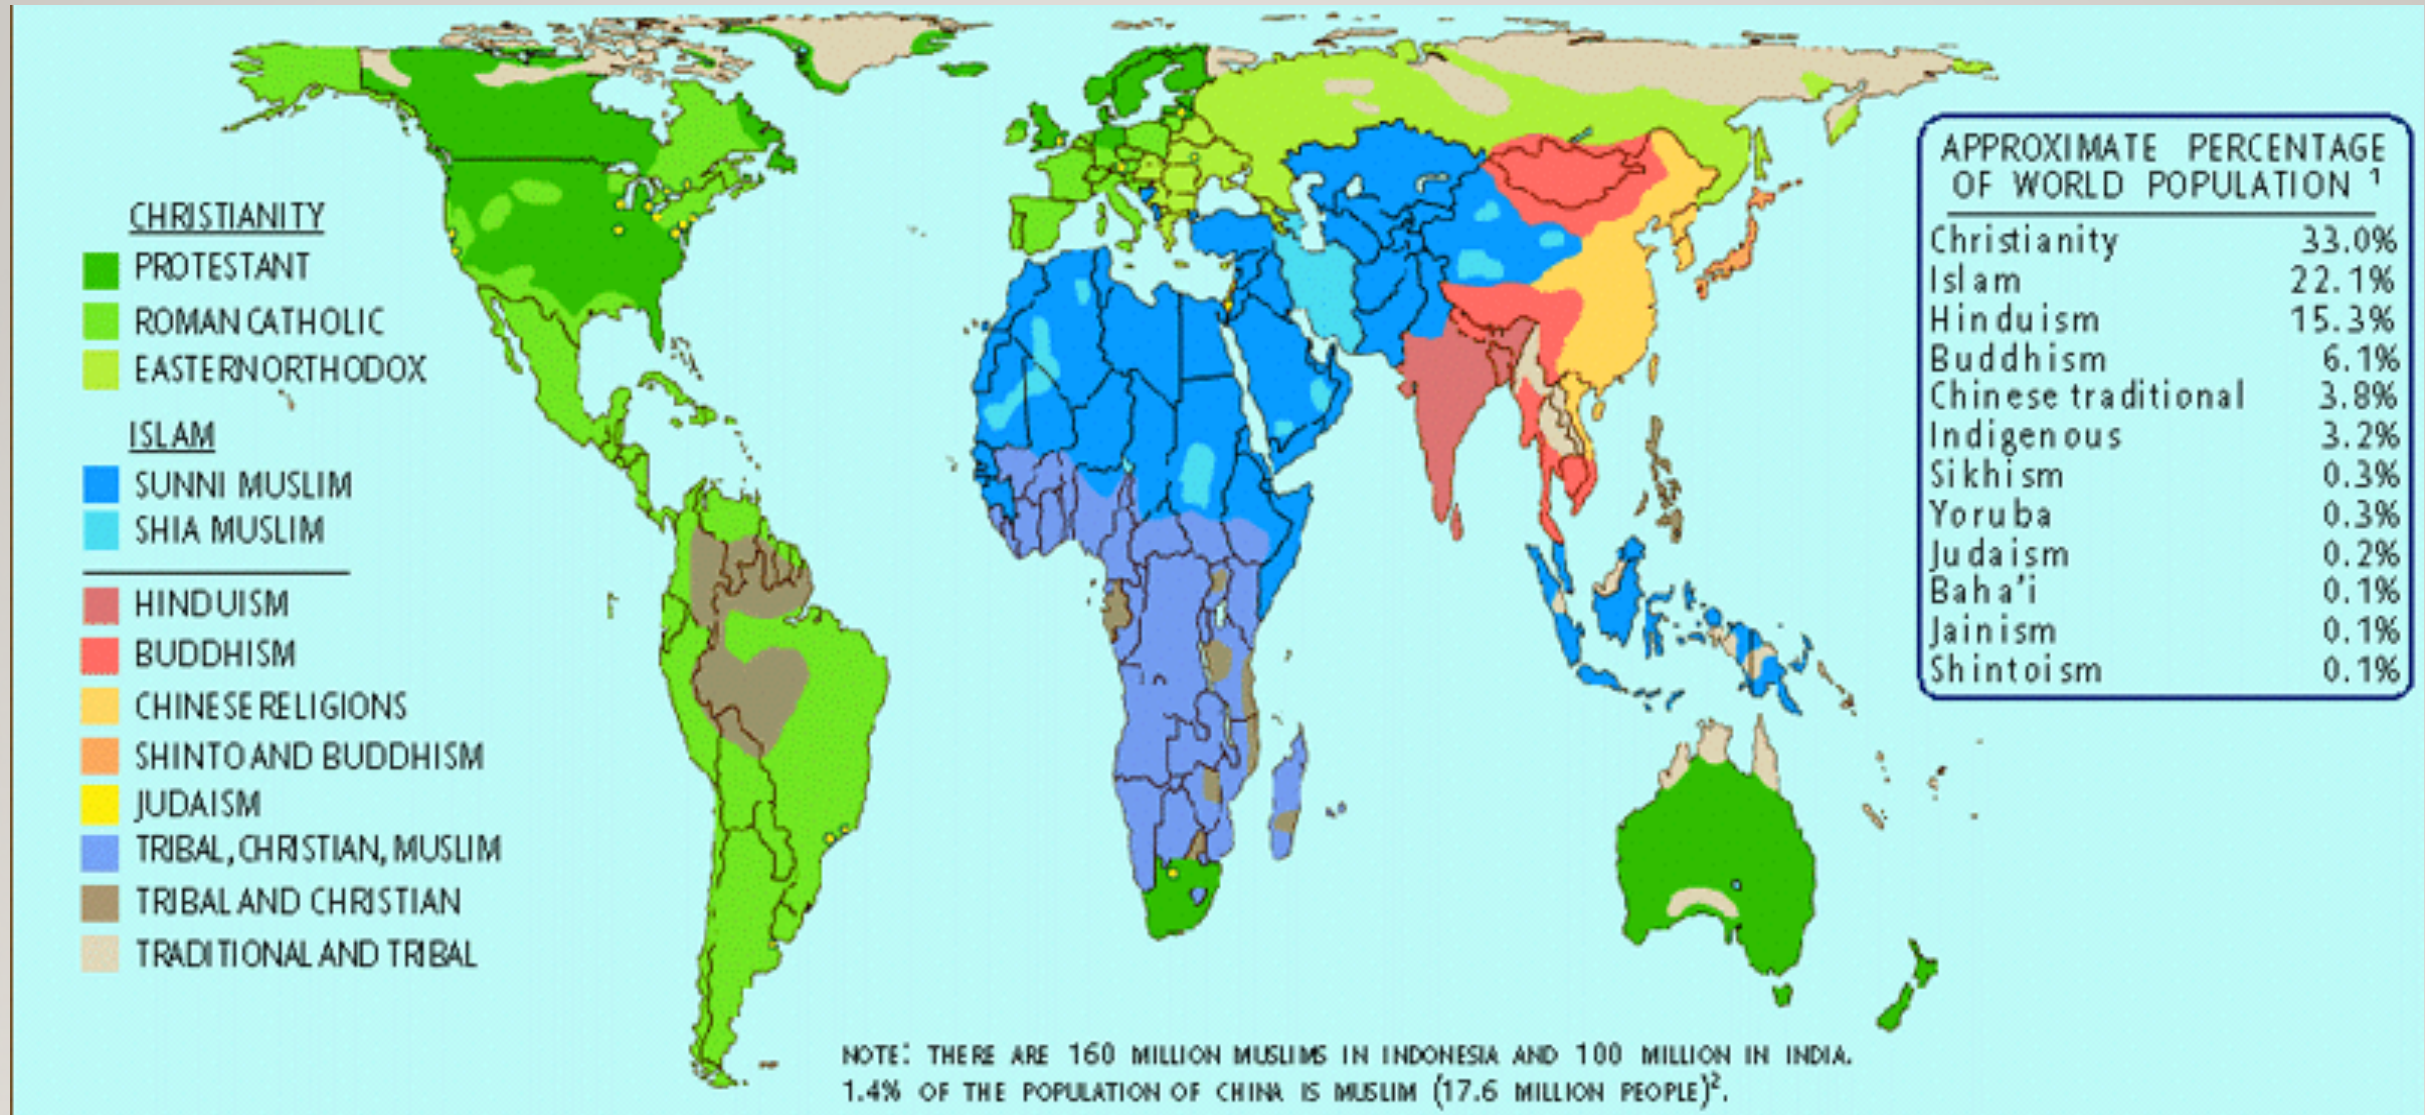 CHRISTIANITY
PROTESTANT
ROMAN CATHOLIC
EASTERNORTHODOX
ISLAM
SUNNI MUSLIM
SHIA MUSLIM
HINDUISM
BUDDHISM
CHINESE RELIGIONS
SHINTO AND BUDDHISM
JUDAISM
TRIBAL, CHRISTIAN, MUSLIM
TRIBAL AND CHRISTIAN
TRADITIONAL AND TRIBAL
APPROXIMATE PERCENTAGE
OF WORLD POPULATION ¹
Christianity 33.0%
Islam 22.1%
Hinduism 15.3%
Buddhism 6.1%
Chinese traditional 3.8%
Indigenous 3.2%
Sikhism 0.3%
Yoruba 0.3%
Judaism 0.2%
Baha'i 0.1%
Jainism 0.1%
Shintoism 0.1%
NOTE: THERE ARE 160 MILLION MUSLIMS IN INDONESIA AND 100 MILLION IN INDIA.
1.4% OF THE POPULATION OF CHINA IS MUSLIM (17.6 MILLION PEOPLE)².